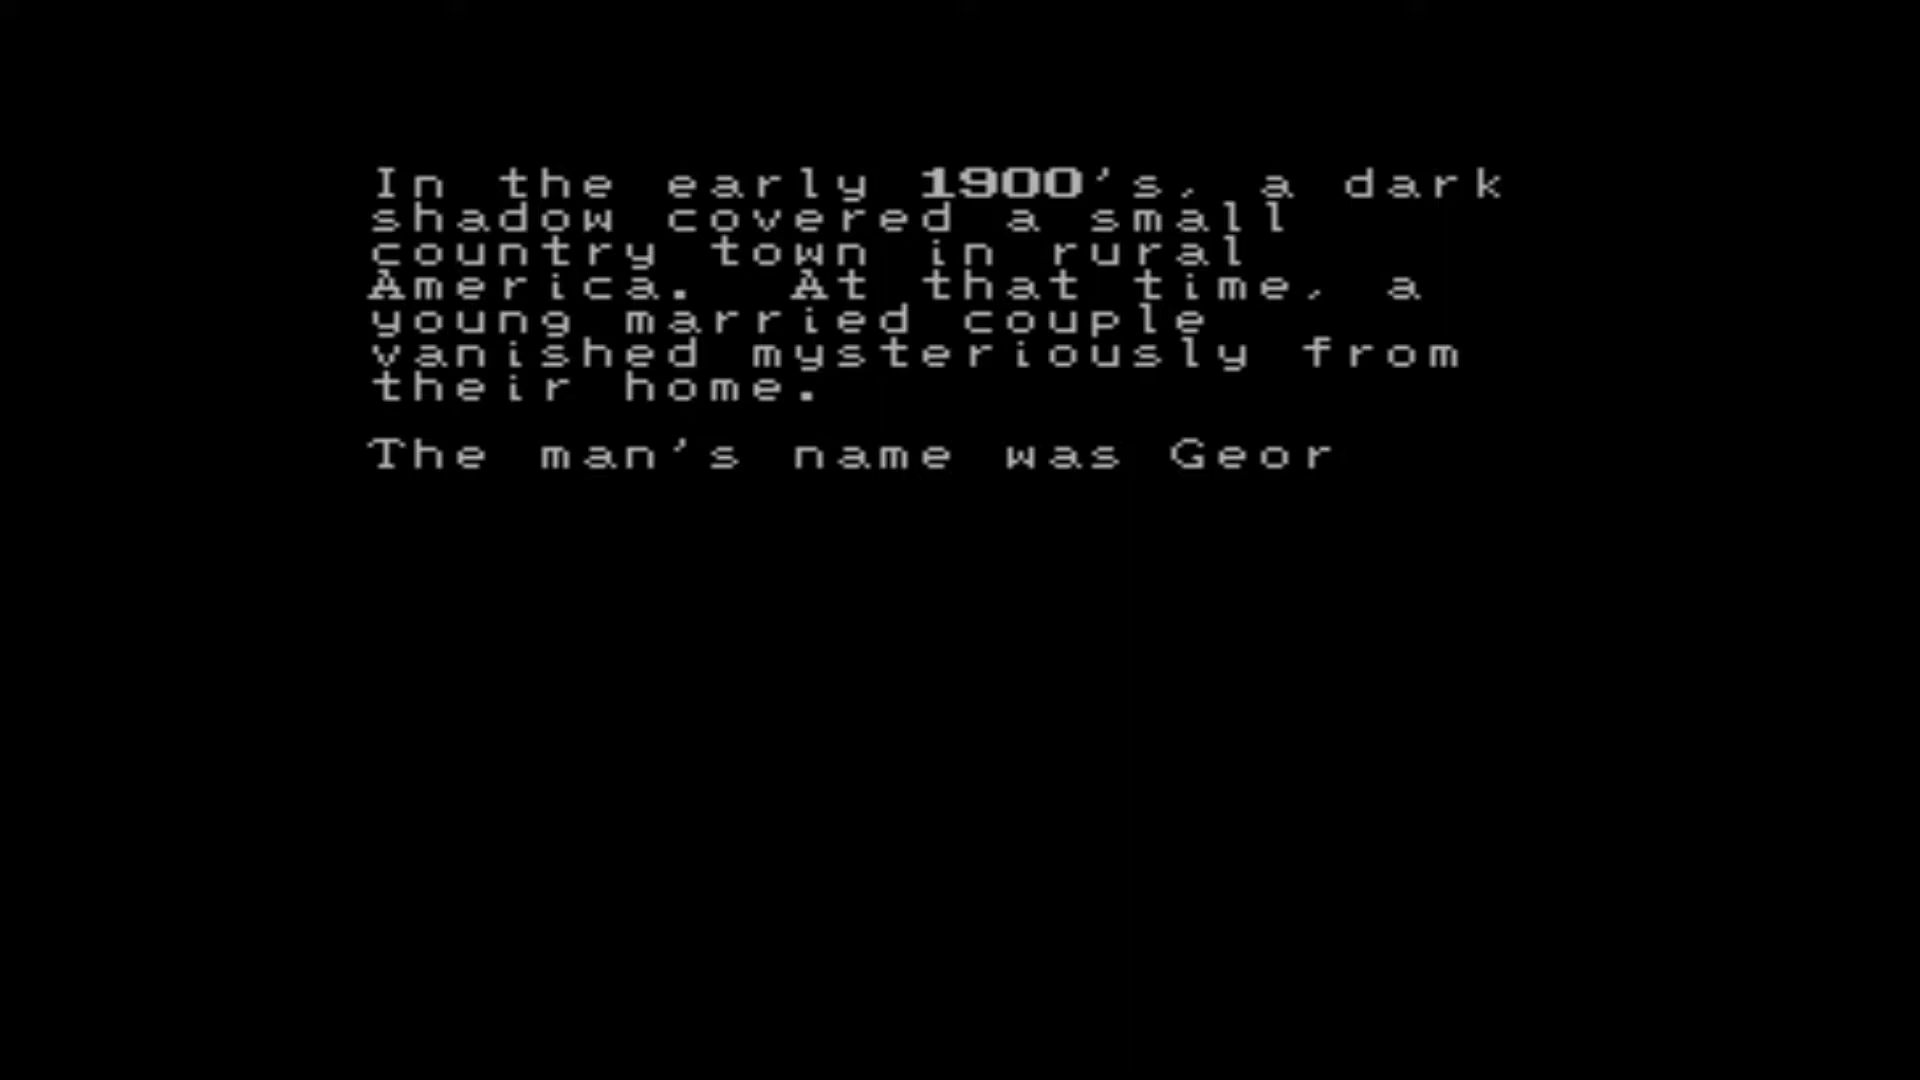 In the early 1900's, a dark
shadow covered a small
country town in rural
America.  At that time, a
young married couple
vanished mysteriously from
their home.
The man's name was Geor